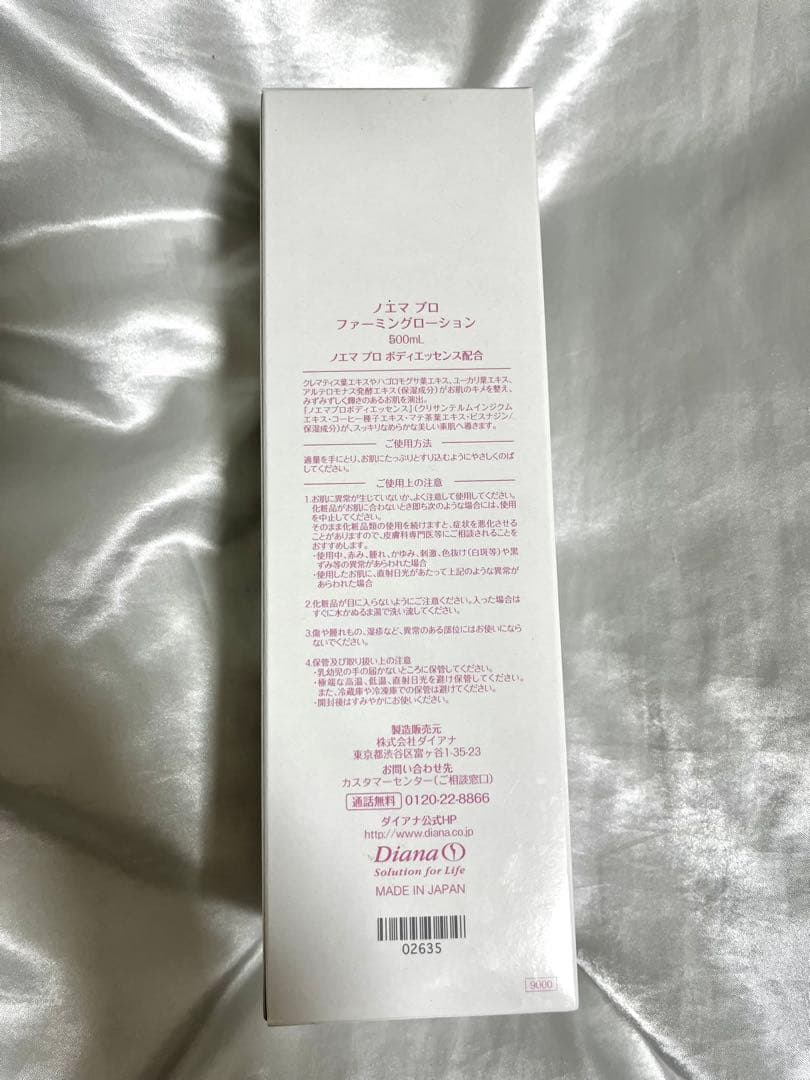 ノエマ プロ
ファーミングローション
500mL
ノエマ プロ ボディエッセンス配合
クレマティス葉エキスやハゴロモグサ葉エキス、ユーカリ葉エキス、
アルテロモナス発酵エキス(保湿成分)がお肌のキメを整え、
みずみずしく輝きのあるお肌を演出。
『ノエマプロボディエッセンス』(クリサンテルムインジクム
エキス・コーヒー種子エキス・マテ茶葉エキス・ビスナジン/
保湿成分)が、スッキリなめらかな美しい素肌へ導きます。
ご使用方法
適量を手にとり、お肌にたっぷりとすり込むようにやさしくのば
してください。
ご使用上の注意
1.お肌に異常が生じていないか、よく注意して使用してください。
化粧品がお肌に合わないとき即ち次のような場合には、使用
を中止してください。
そのまま化粧品類の使用を続けますと、症状を悪化させる
ことがありますので、皮膚科専門医等にご相談されることを
おすすめします。
・使用中、赤み、腫れ、かゆみ、刺激、色抜け(白斑等)や黒
ずみ等の異常があらわれた場合
・使用したお肌に、直射日光があたって上記のような異常が
あらわれた場合
2.化粧品が目に入らないようにご注意ください。入った場合は
すぐに水かぬるま湯で洗い流してください。
3.傷や腫れもの、湿疹など、異常のある部位にはお使いになら
ないでください。
4.保管及び取り扱い上の注意
・乳幼児の手の届かないところに保管してください。
・極端な高温、低温、直射日光を避け保管してください。
また、冷蔵庫や冷凍庫での保管は避けてください。
・開封後はすみやかにお使いください。
製造販売元
株式会社ダイアナ
東京都渋谷区富ヶ谷1-35-23
お問い合わせ先
カスタマーセンター(ご相談窓口)
通話無料 0120-22-8866
ダイアナ公式HP
http://www.diana.co.jp
Diana
Solution for Life
MADE IN JAPAN
02635
9000